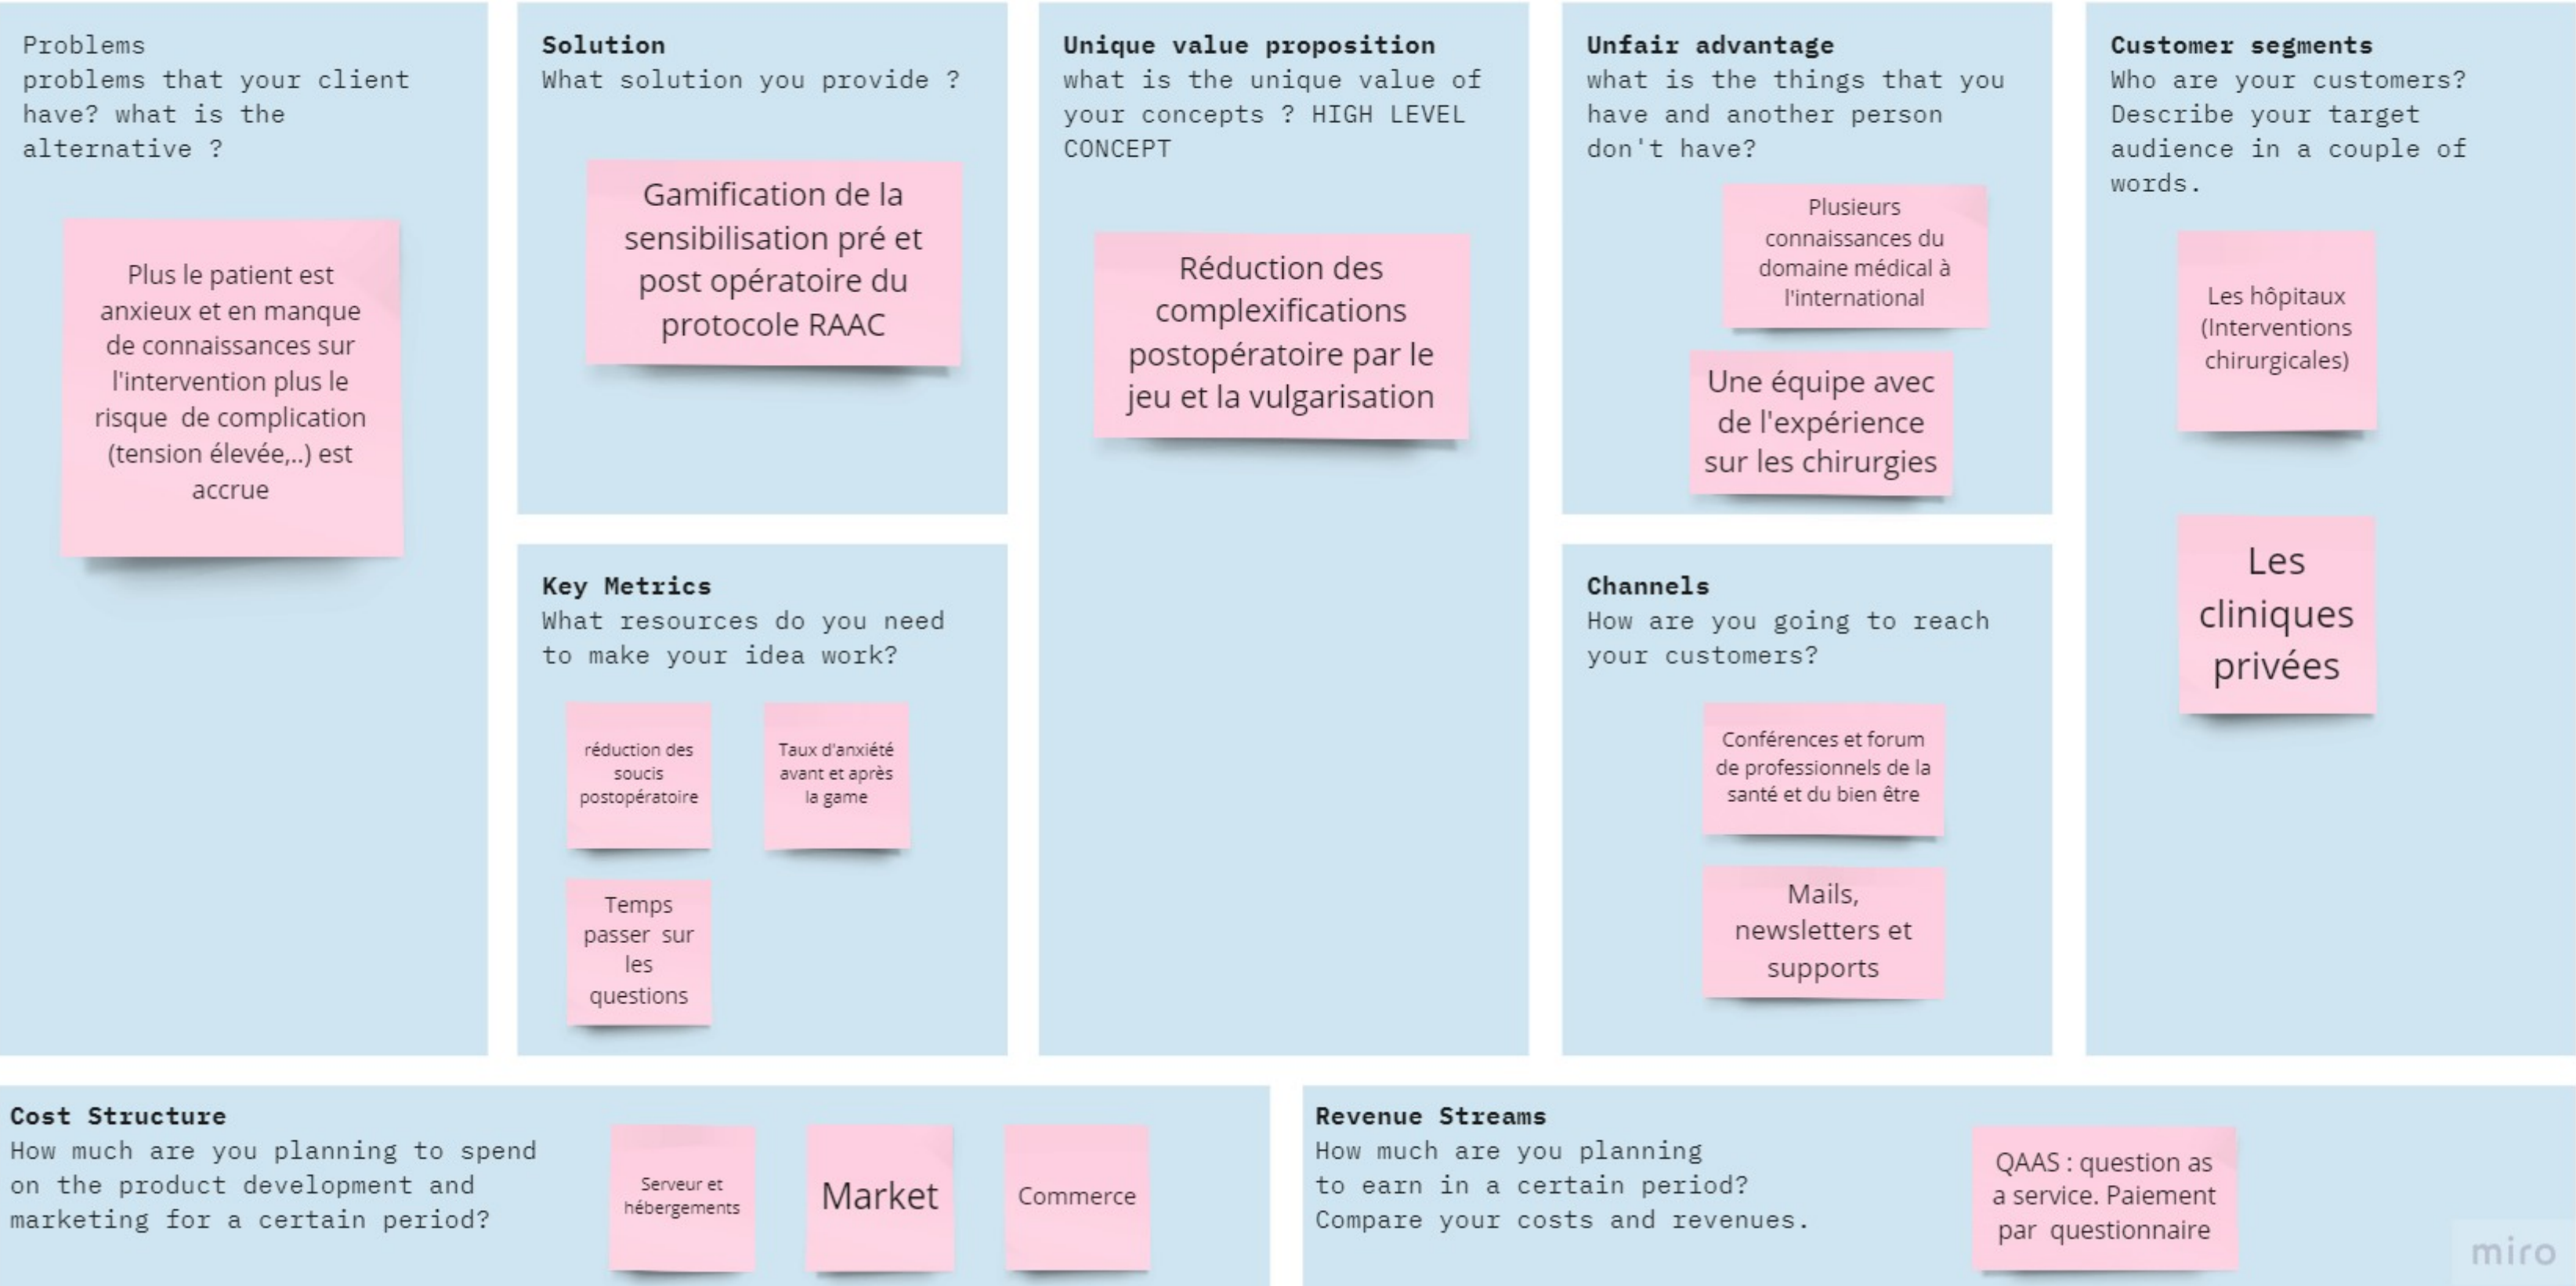 Problems
problems that your client
have? what is the
alternative ?
Plus le patient est
anxieux et en manque
de connaissances sur
l'intervention plus le
risque de complication
(tension élevée,..) est
accrue
Solution
What solution you provide ?
Gamification de la
sensibilisation pré et
post opératoire du
protocole RAAC
Key Metrics
What resources do you need
to make your idea work?
réduction des
soucis
postopératoire
Taux d'anxiété
avant et après
la game
Temps
passer sur
les
questions
Unique value proposition
what is the unique value of
your concepts ? HIGH LEVEL
CONCEPT
Réduction des
complexifications
postopératoire par le
jeu et la vulgarisation
Unfair advantage
what is the things that you
have and another person
don't have?
Plusieurs
connaissances du
domaine médical à
l'international
Une équipe avec
de l'expérience
sur les chirurgies
Channels
How are you going to reach
your customers?
Conférences et forum
de professionnels de la
santé et du bien être
Mails,
newsletters et
supports
Customer segments
Who are your customers?
Describe your target
audience in a couple of
words.
Les hôpitaux
(Interventions
chirurgicales)
Les
cliniques
privées
Cost Structure
How much are you planning to spend
on the product development and
marketing for a certain period?
Serveur et
hébergements
Market
Commerce
Revenue Streams
How much are you planning
to earn in a certain period?
Compare your costs and revenues.
QAAS : question as
a service. Paiement
par questionnaire
miro